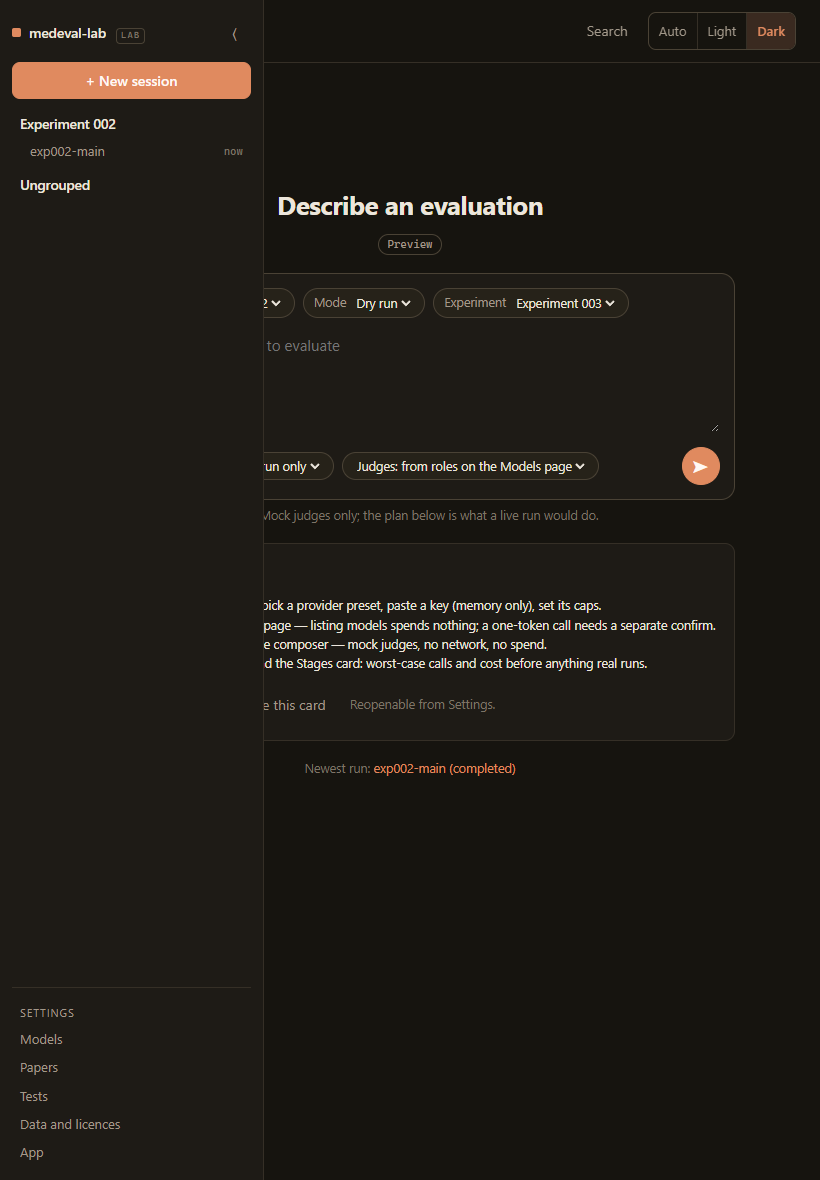 medeval-lab LAB
+ New session
Experiment 002
exp002-main now
Ungrouped
SETTINGS
Models
Papers
Tests
Data and licences
App
Search Auto Light Dark
Describe an evaluation
Preview
2 Mode Dry run Experiment Experiment 003
to evaluate
run only Judges: from roles on the Models page
Mock judges only; the plan below is what a live run would do.
pick a provider preset, paste a key (memory only), set its caps.
page — listing models spends nothing; a one-token call needs a separate confirm.
e composer — mock judges, no network, no spend.
d the Stages card: worst-case calls and cost before anything real runs.
e this card Reopenable from Settings.
Newest run: exp002-main (completed)